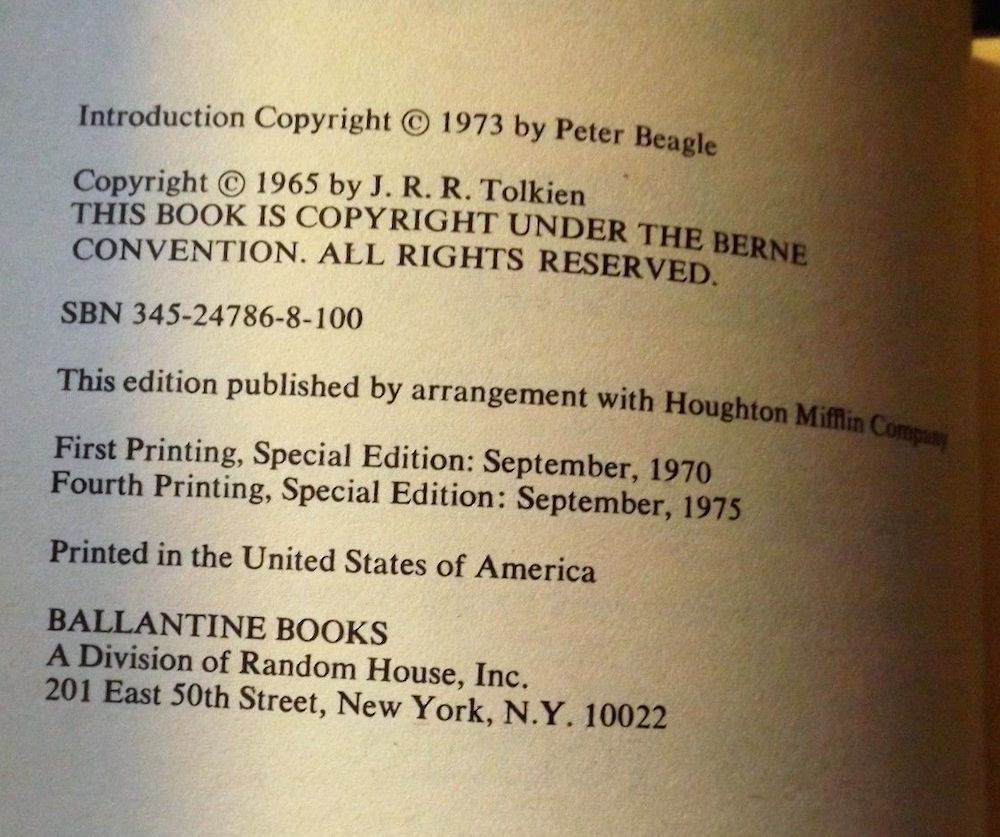 Introduction Copyright © 1973 by Peter Beagle
Copyright © 1965 by J. R. R. Tolkien
THIS BOOK IS COPYRIGHT UNDER THE BERNE
CONVENTION. ALL RIGHTS RESERVED.
SBN 345-24786-8-100
This edition published by arrangement with Houghton Mifflin Company
First Printing, Special Edition: September, 1970
Fourth Printing, Special Edition: September, 1975
Printed in the United States of America
BALLANTINE BOOKS
A Division of Random House, Inc.
201 East 50th Street, New York, N.Y. 10022